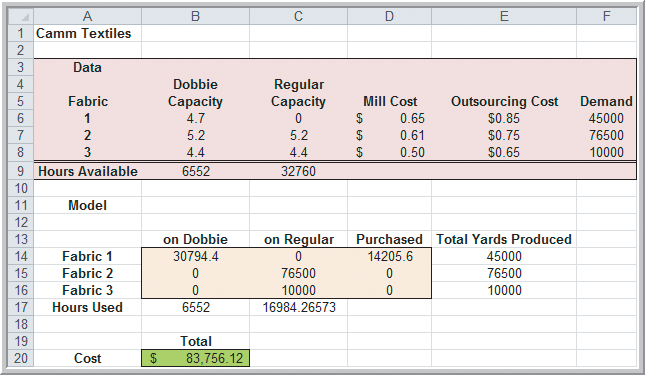 A B C D E F
1 Camm Textiles
2
3 Data
4 Dobbie Regular
5 Fabric Capacity Capacity Mill Cost Outsourcing Cost Demand
6 1 4.7 0 $ 0.65 $0.85 45000
7 2 5.2 5.2 $ 0.61 $0.75 76500
8 3 4.4 4.4 $ 0.50 $0.65 10000
9 Hours Available 6552 32760
10
11 Model
12
13 on Dobbie on Regular Purchased Total Yards Produced
14 Fabric 1 30794.4 0 14205.6 45000
15 Fabric 2 0 76500 0 76500
16 Fabric 3 0 10000 0 10000
17 Hours Used 6552 16984.26573
18
19 Total
20 Cost $ 83,756.12